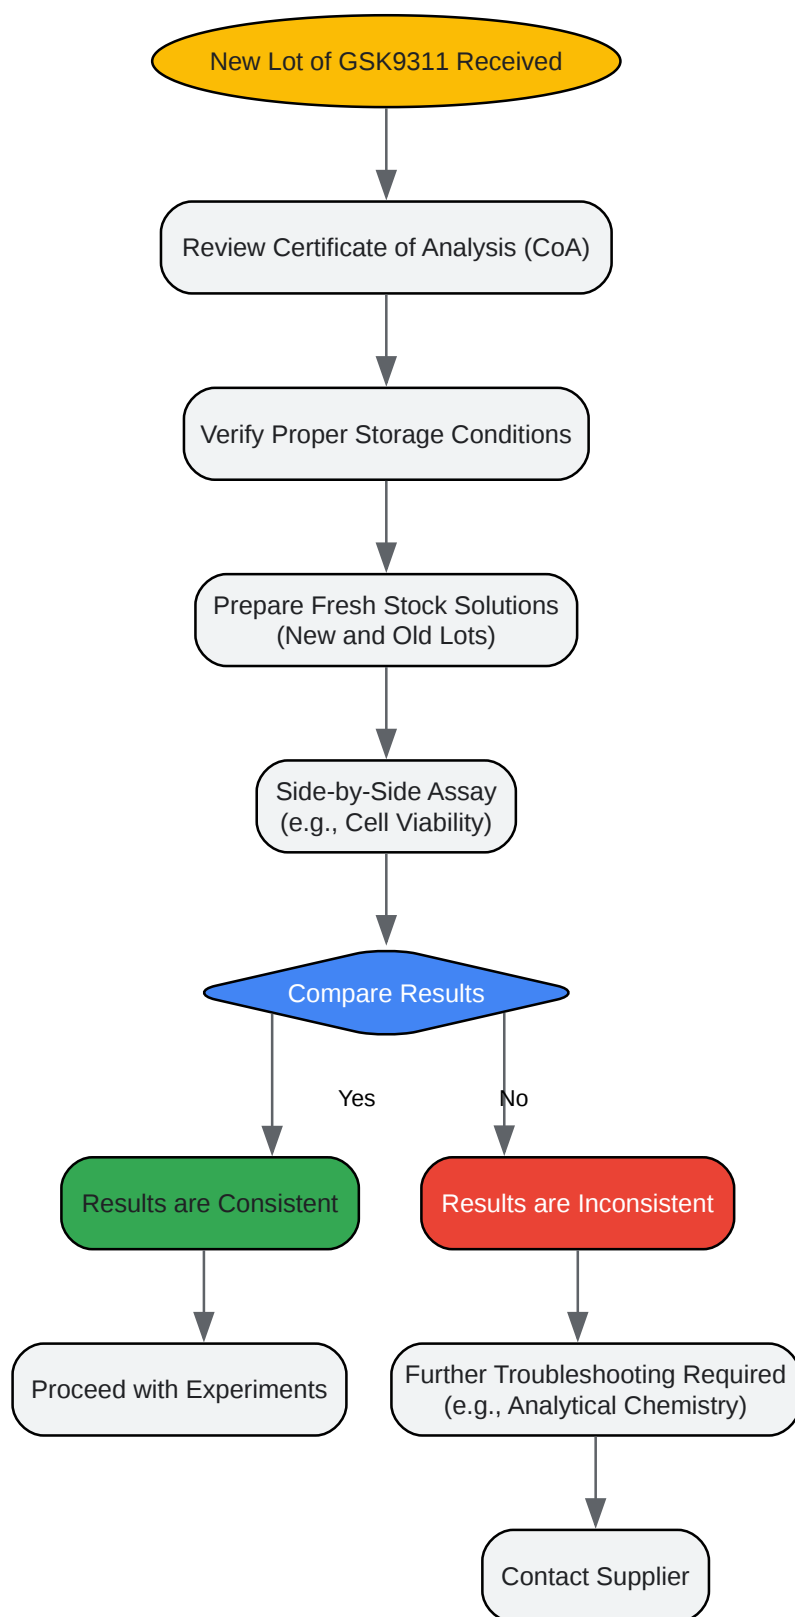 New Lot of GSK9311 Received
Review Certificate of Analysis (CoA)
Verify Proper Storage Conditions
Prepare Fresh Stock Solutions
(New and Old Lots)
Side-by-Side Assay
(e.g., Cell Viability)
Compare Results
Yes
No
Results are Consistent
Results are Inconsistent
Proceed with Experiments
Further Troubleshooting Required
(e.g., Analytical Chemistry)
Contact Supplier